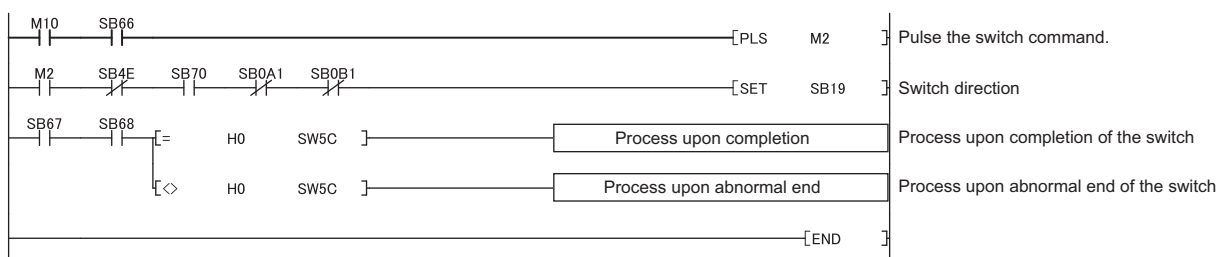 M10 SB66
[PLS M2 ] Pulse the switch command.
M2 SB4E SB70 SB0A1 SB0B1
[SET SB19 ] Switch direction
SB67 SB68
[= H0 SW5C ] Process upon completion Process upon completion of the switch
[<> H0 SW5C ] Process upon abnormal end Process upon abnormal end of the switch
[END ]